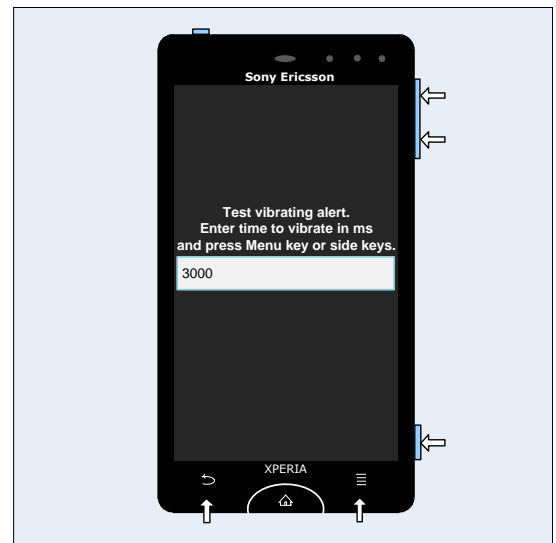 Sony Ericsson
Test vibrating alert.
Enter time to vibrate in ms
and press Menu key or side keys.
3000
XPERIA